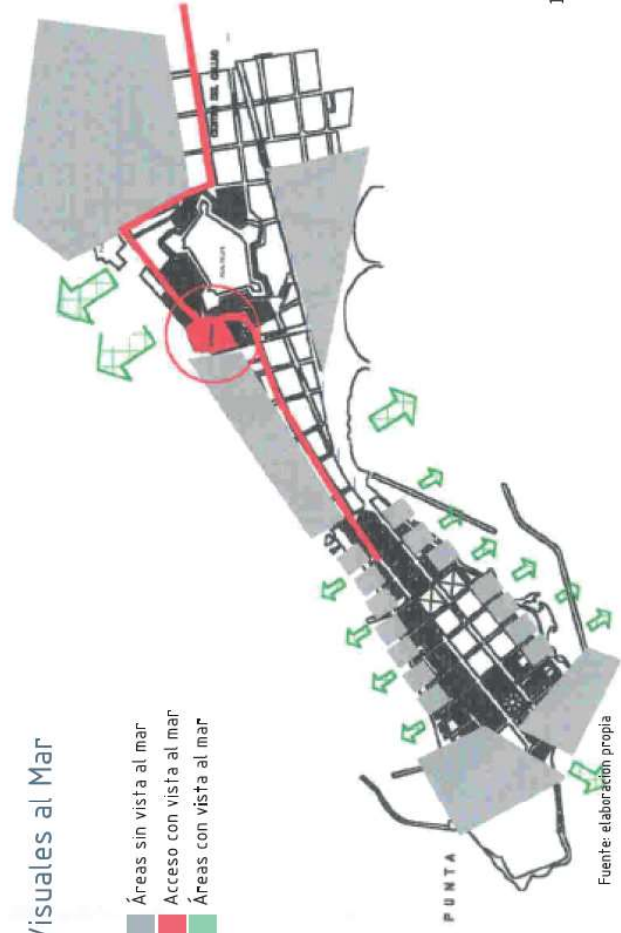 Visuales al Mar
Áreas sin vista al mar
Acceso con vista al mar
Áreas con vista al mar
PUNTA
Fuente: elaboración propia